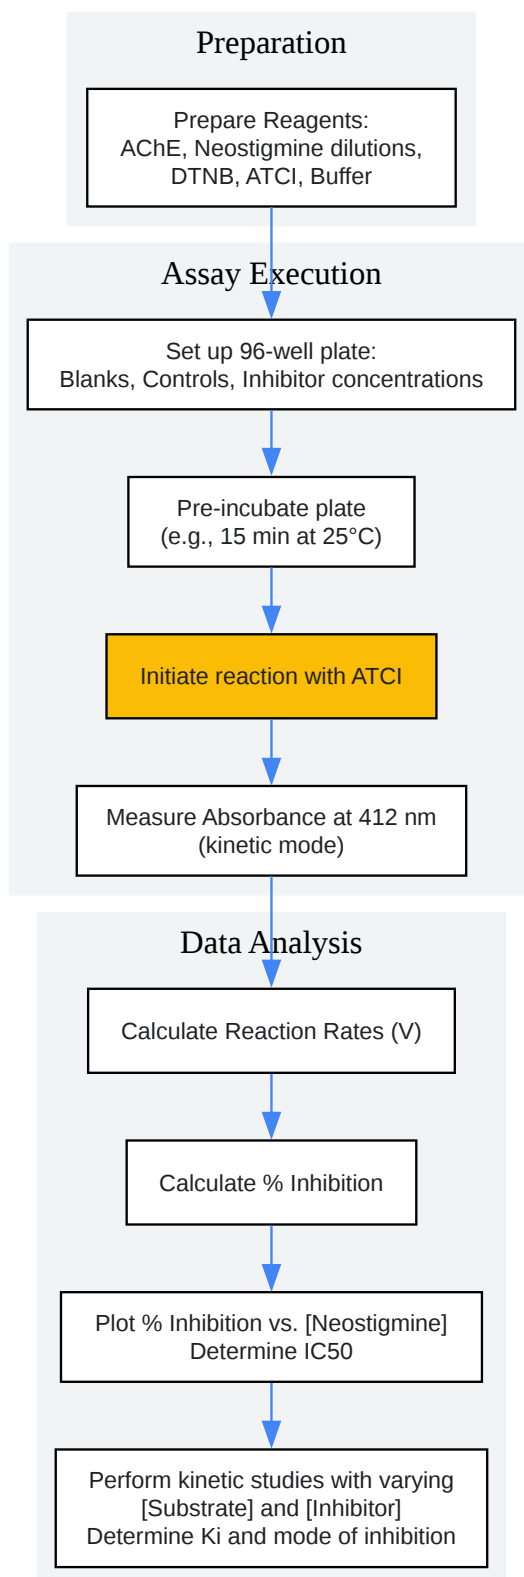 Preparation
Prepare Reagents:
AChE, Neostigmine dilutions,
DTNB, ATCI, Buffer
Assay Execution
Set up 96-well plate:
Blanks, Controls, Inhibitor concentrations
Pre-incubate plate
(e.g., 15 min at 25°C)
Initiate reaction with ATCI
Measure Absorbance at 412 nm
(kinetic mode)
Data Analysis
Calculate Reaction Rates (V)
Calculate % Inhibition
Plot % Inhibition vs. [Neostigmine]
Determine IC50
Perform kinetic studies with varying
[Substrate] and [Inhibitor]
Determine Ki and mode of inhibition